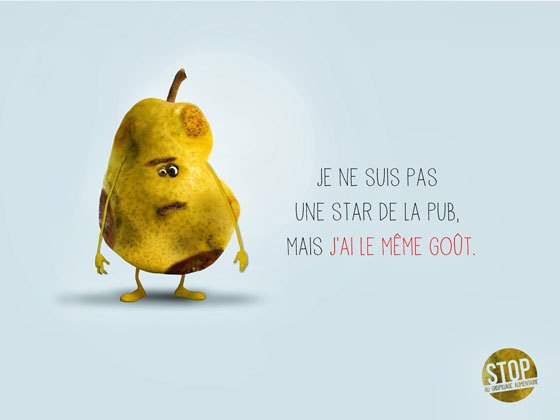 JE NE SUIS PAS
UNE STAR DE LA PUB,
MAIS J'AI LE MÊME GOÛT.
STOP
AU GASPILLAGE ALIMENTAIRE